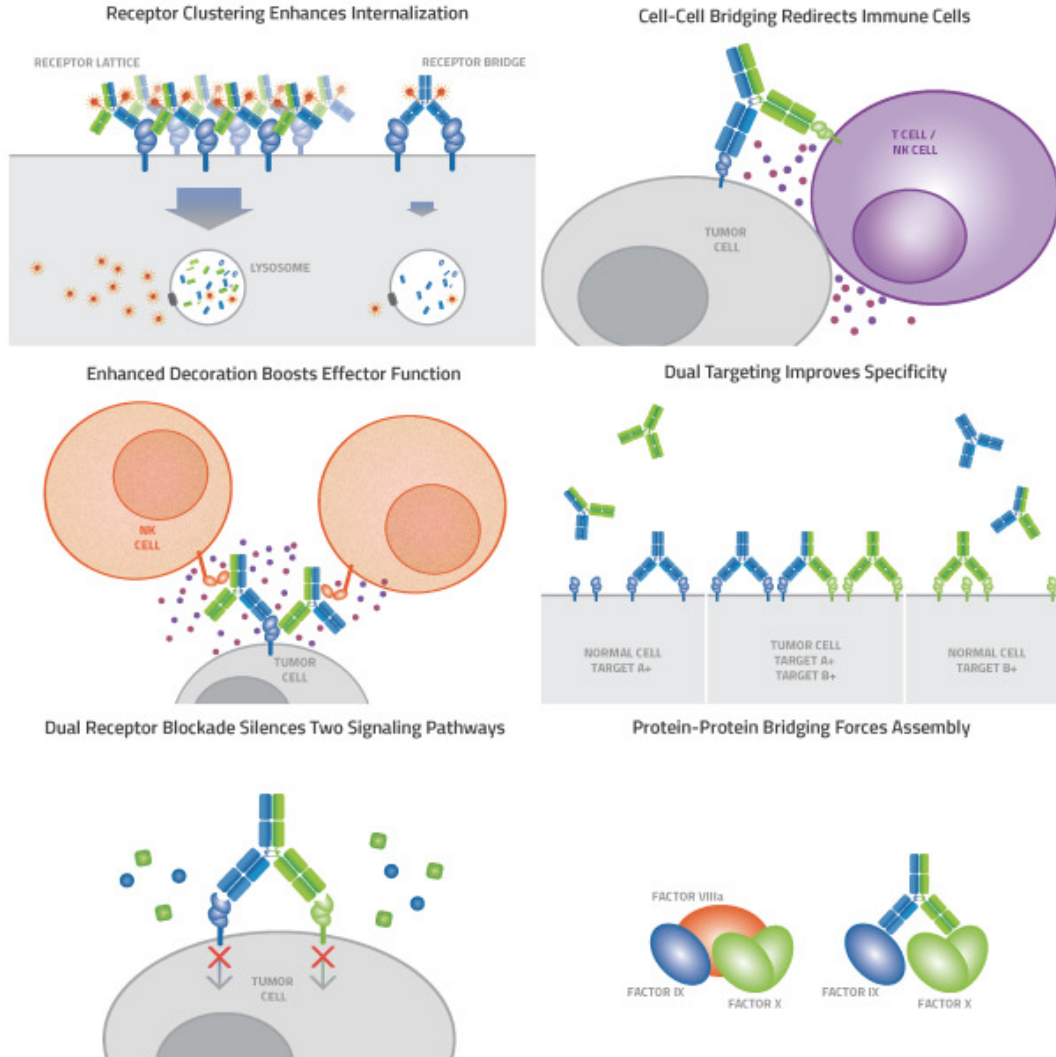 Receptor Clustering Enhances Internalization
RECEPTOR LATTICE
RECEPTOR BRIDGE
LYSOSOME
Cell-Cell Bridging Redirects Immune Cells
T CELL /
NK CELL
TUMOR
CELL
Enhanced Decoration Boosts Effector Function
NK
CELL
TUMOR
CELL
Dual Targeting Improves Specificity
NORMAL CELL
TARGET A+
TUMOR CELL
TARGET A+
TARGET B+
NORMAL CELL
TARGET B+
Dual Receptor Blockade Silences Two Signaling Pathways
TUMOR
CELL
Protein-Protein Bridging Forces Assembly
FACTOR VIIIa
FACTOR IX
FACTOR X
FACTOR IX
FACTOR X